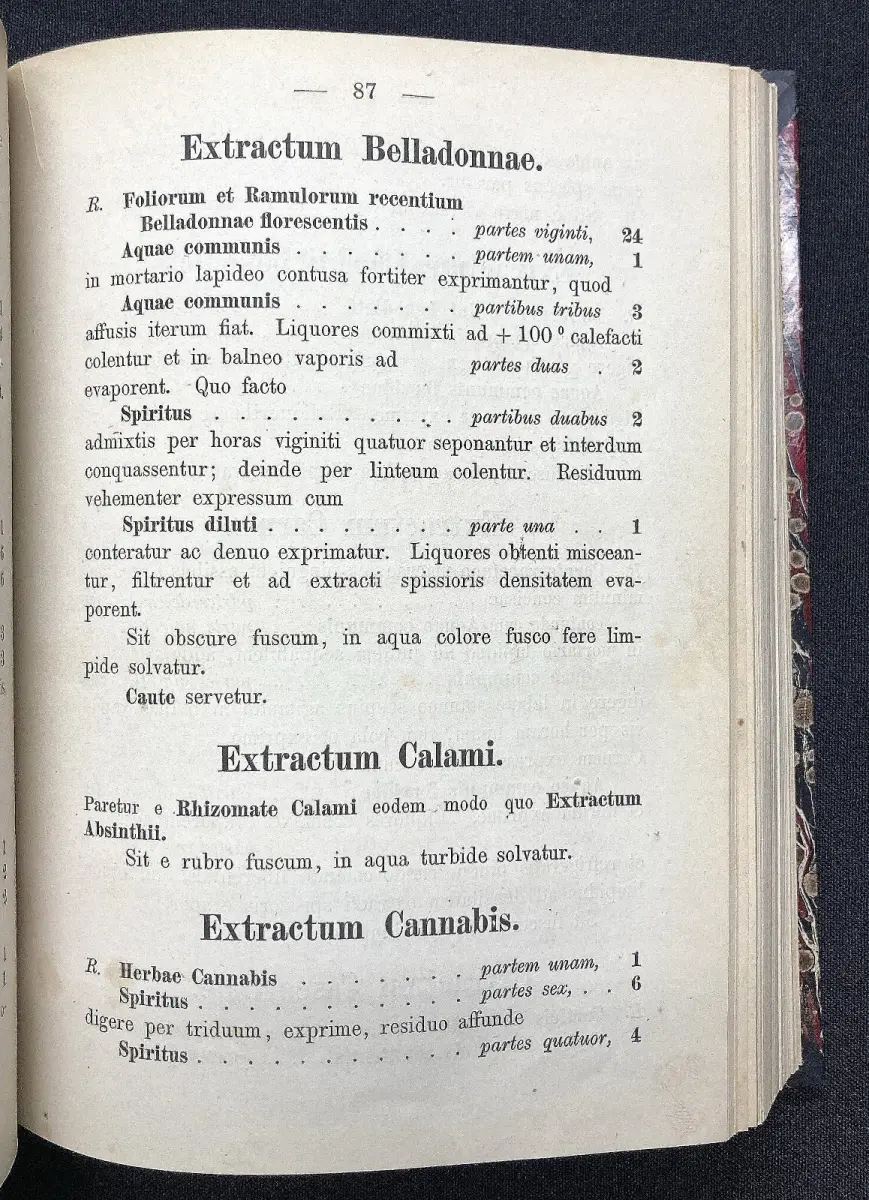 — 87 —
Extractum Belladonnae.
R. Foliorum et Ramulorum recentium
Belladonnae florescentis . . . . partes viginti, 24
Aquae communis . . . . . . . partem unam, 1
in mortario lapideo contusa fortiter exprimantur, quod
Aquae communis . . . . . . . partibus tribus 3
affusis iterum fiat. Liquores commixti ad + 100° calefacti
colentur et in balneo vaporis ad partes duas . 2
evaporent. Quo facto
Spiritus . . . . . . . . . partibus duabus 2
admixtis per horas viginiti quatuor seponantur et interdum
conquassentur; deinde per linteum colentur. Residuum
vehementer expressum cum
Spiritus diluti . . . . . . . . parte una . . 1
conteratur ac denuo exprimatur. Liquores obtenti miscean-
tur, filtrentur et ad extracti spissioris densitatem eva-
porent.
Sit obscure fuscum, in aqua colore fusco fere lim-
pide solvatur.
Caute servetur.
Extractum Calami.
Paretur e Rhizomate Calami eodem modo quo Extractum
Absinthii.
Sit e rubro fuscum, in aqua turbide solvatur.
Extractum Cannabis.
R. Herbae Cannabis . . . . . . . . partem unam, 1
Spiritus . . . . . . . . . . . partes sex, . . 6
digere per triduum, exprime, residuo affunde
Spiritus . . . . . . . . . . . partes quatuor, 4